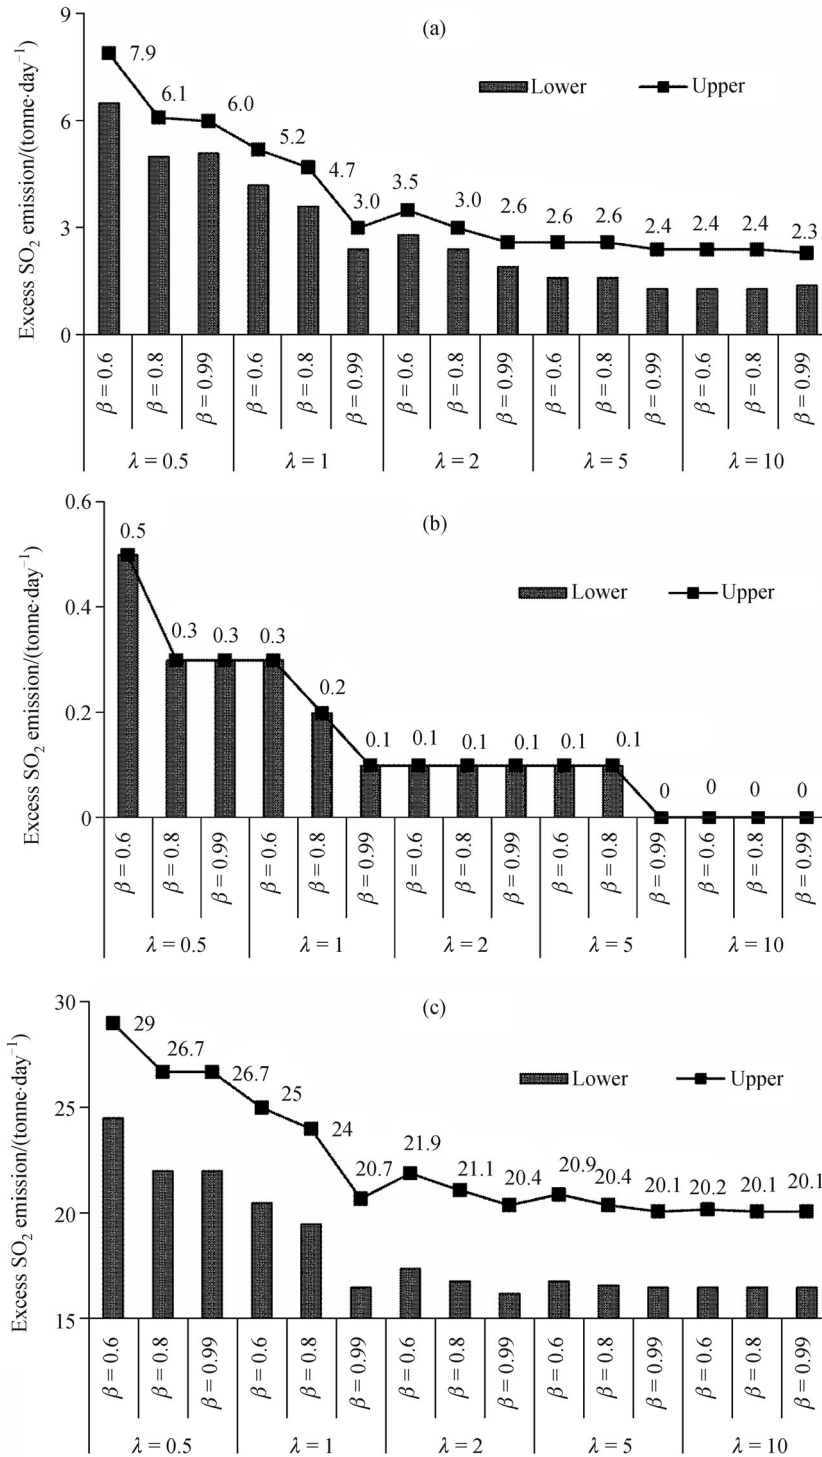 (a)
Excess SO₂ emission/(tonne·day⁻¹)
9
6
3
0
Lower Upper
7.9 6.1 6.0 5.2 4.7 3.0 3.5 3.0 2.6 2.6 2.6 2.4 2.4 2.4 2.3
β = 0.6 β = 0.8 β = 0.99 β = 0.6 β = 0.8 β = 0.99 β = 0.6 β = 0.8 β = 0.99 β = 0.6 β = 0.8 β = 0.99 β = 0.6 β = 0.8 β = 0.99
λ = 0.5 λ = 1 λ = 2 λ = 5 λ = 10
(b)
Excess SO₂ emission/(tonne·day⁻¹)
0.6
0.4
0.2
0
Lower Upper
0.5 0.3 0.3 0.3 0.2 0.1 0.1 0.1 0.1 0.1 0.1 0 0 0 0
β = 0.6 β = 0.8 β = 0.99 β = 0.6 β = 0.8 β = 0.99 β = 0.6 β = 0.8 β = 0.99 β = 0.6 β = 0.8 β = 0.99 β = 0.6 β = 0.8 β = 0.99
λ = 0.5 λ = 1 λ = 2 λ = 5 λ = 10
(c)
Excess SO₂ emission/(tonne·day⁻¹)
30
25
20
15
Lower Upper
29 26.7 26.7 25 24 20.7 21.9 21.1 20.4 20.9 20.4 20.1 20.2 20.1 20.1
β = 0.6 β = 0.8 β = 0.99 β = 0.6 β = 0.8 β = 0.99 β = 0.6 β = 0.8 β = 0.99 β = 0.6 β = 0.8 β = 0.99 β = 0.6 β = 0.8 β = 0.99
λ = 0.5 λ = 1 λ = 2 λ = 5 λ = 10